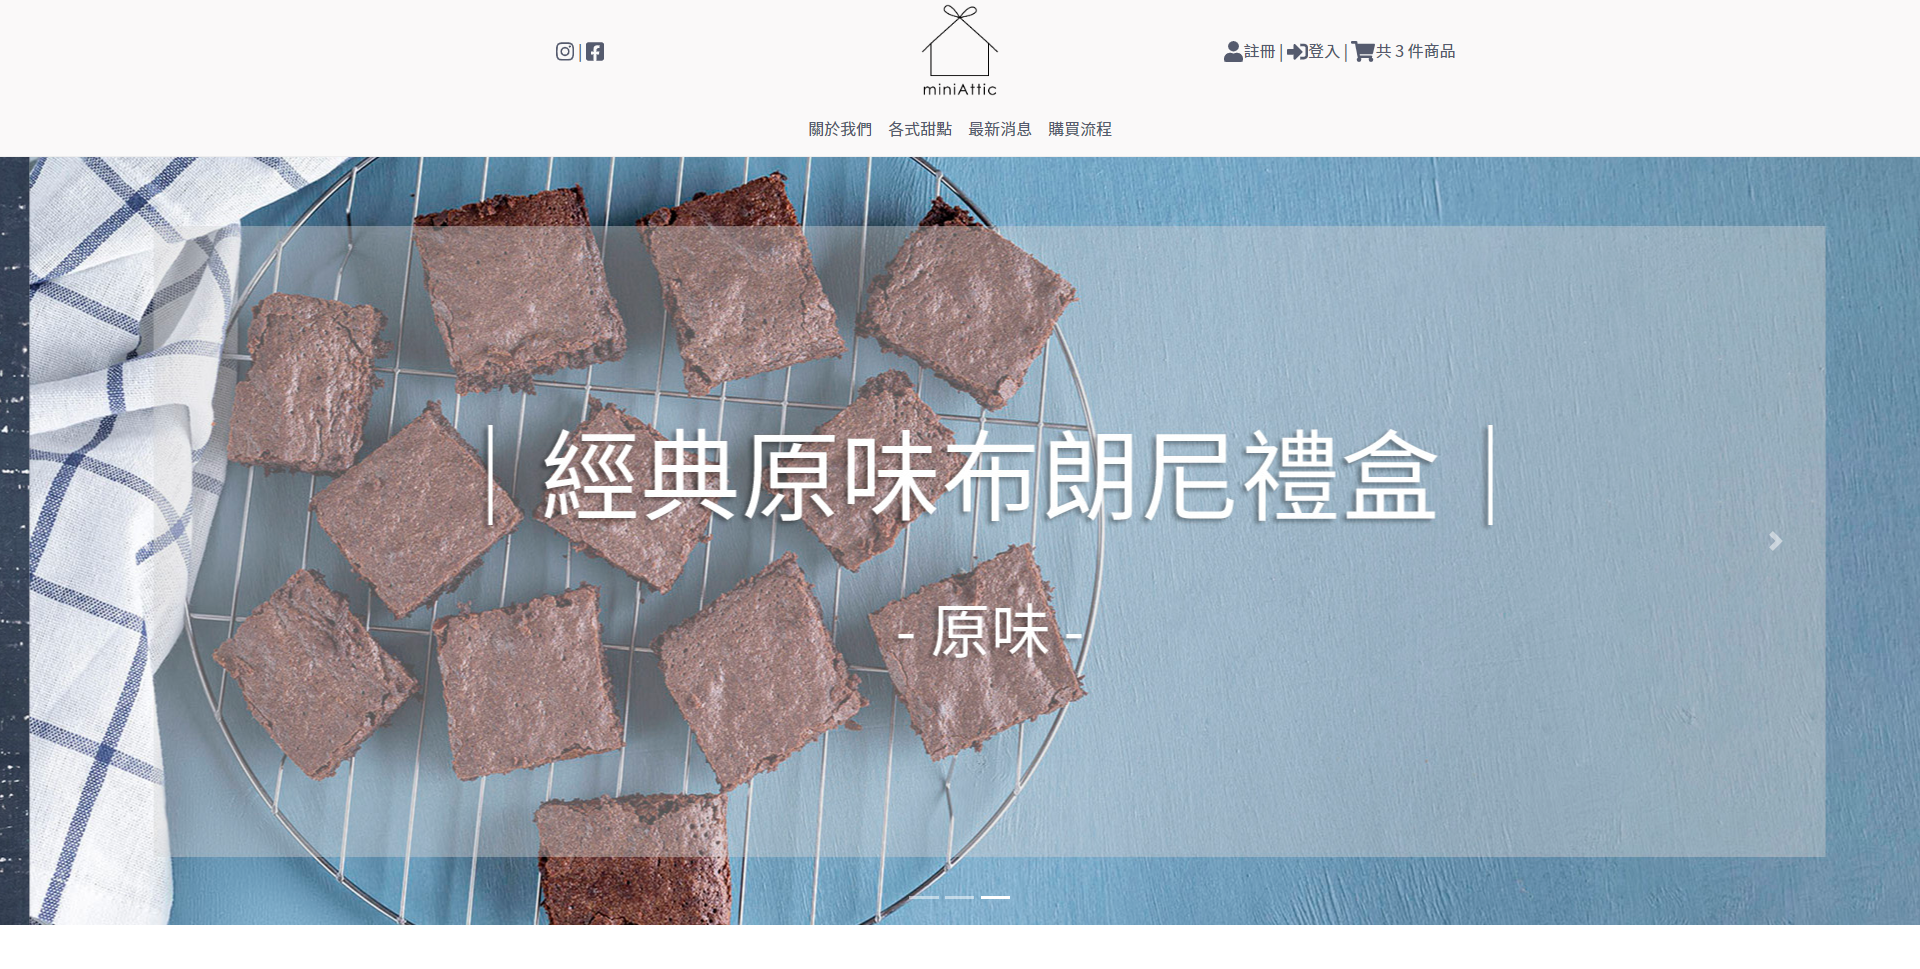 miniAttic
| 註冊 | 登入 | 共 3 件商品
關於我們 各式甜點 最新消息 購買流程
｜經典原味布朗尼禮盒｜
- 原味 -